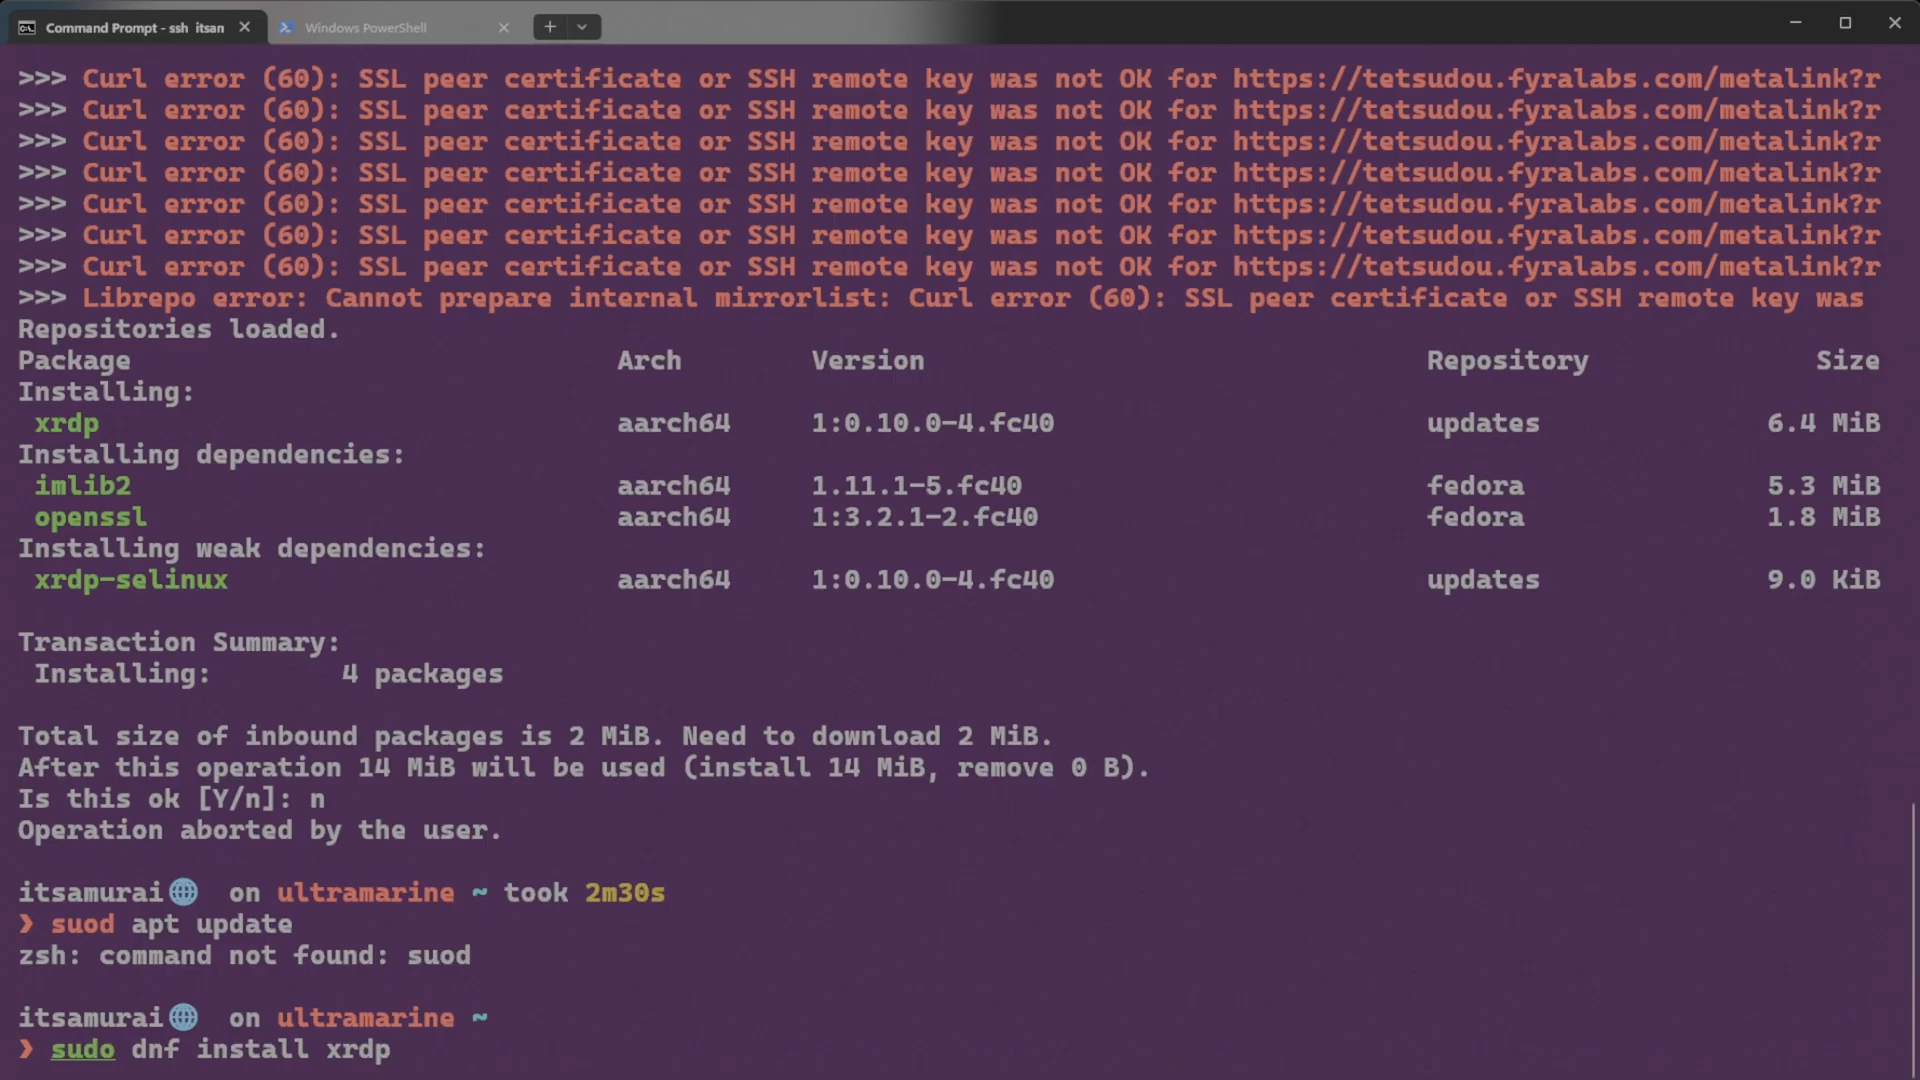 Command Prompt - ssh itsan
Windows PowerShell
>>> Curl error (60): SSL peer certificate or SSH remote key was not OK for https://tetsudou.fyralabs.com/metalink?r
>>> Curl error (60): SSL peer certificate or SSH remote key was not OK for https://tetsudou.fyralabs.com/metalink?r
>>> Curl error (60): SSL peer certificate or SSH remote key was not OK for https://tetsudou.fyralabs.com/metalink?r
>>> Curl error (60): SSL peer certificate or SSH remote key was not OK for https://tetsudou.fyralabs.com/metalink?r
>>> Curl error (60): SSL peer certificate or SSH remote key was not OK for https://tetsudou.fyralabs.com/metalink?r
>>> Curl error (60): SSL peer certificate or SSH remote key was not OK for https://tetsudou.fyralabs.com/metalink?r
>>> Curl error (60): SSL peer certificate or SSH remote key was not OK for https://tetsudou.fyralabs.com/metalink?r
>>> Librepo error: Cannot prepare internal mirrorlist: Curl error (60): SSL peer certificate or SSH remote key was
Repositories loaded.
Package Arch Version Repository Size
Installing:
xrdp aarch64 1:0.10.0-4.fc40 updates 6.4 MiB
Installing dependencies:
imlib2 aarch64 1.11.1-5.fc40 fedora 5.3 MiB
openssl aarch64 1:3.2.1-2.fc40 fedora 1.8 MiB
Installing weak dependencies:
xrdp-selinux aarch64 1:0.10.0-4.fc40 updates 9.0 KiB
Transaction Summary:
Installing: 4 packages
Total size of inbound packages is 2 MiB. Need to download 2 MiB.
After this operation 14 MiB will be used (install 14 MiB, remove 0 B).
Is this ok [Y/n]: n
Operation aborted by the user.
itsamurai🌐 on ultramarine ~ took 2m30s
❯ suod apt update
zsh: command not found: suod
itsamurai🌐 on ultramarine ~
❯ sudo dnf install xrdp